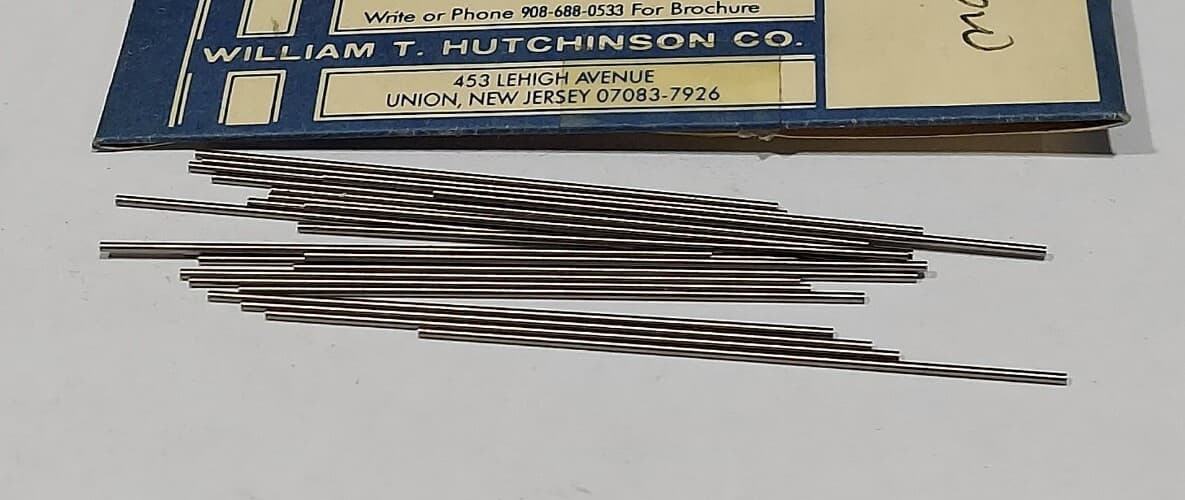 Write or Phone 908-688-0533 For Brochure
WILLIAM T. HUTCHINSON CO.
453 LEHIGH AVENUE
UNION, NEW JERSEY 07083-7926